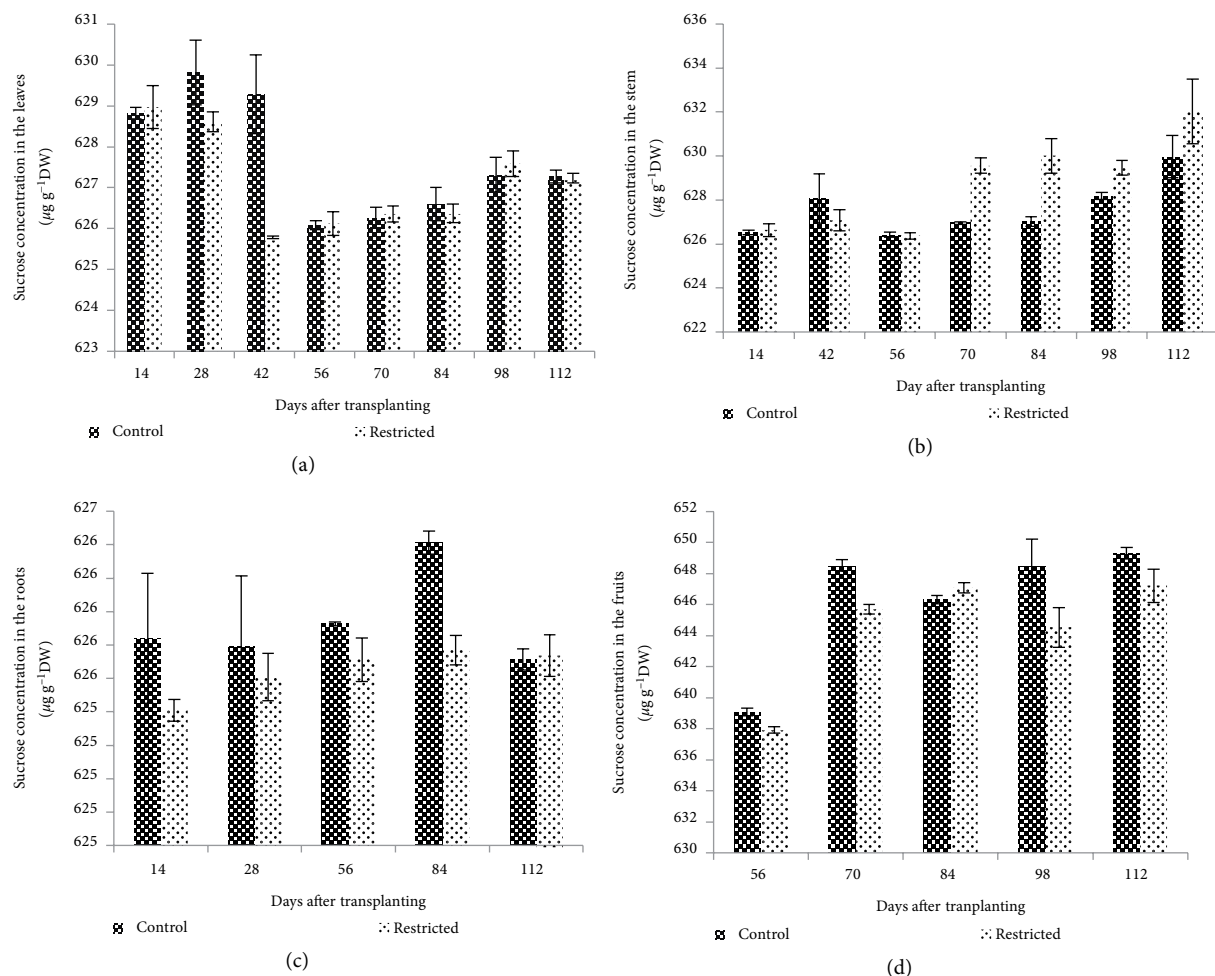 631
630
629
628
627
626
625
624
623
Sucrose concentration in the leaves
(μg g−1DW)
14 28 42 56 70 84 98 112
Days after transplanting
Control Restricted
(a)
636
634
632
630
628
626
624
622
Sucrose concentration in the stem
(μg g−1DW)
14 42 56 70 84 98 112
Days after transplanting
Control Restricted
(b)
627
626
626
626
626
626
625
625
625
625
625
Sucrose concentration in the roots
(μg g−1DW)
14 28 56 84 112
Days after tranplanting
Control Restricted
(c)
652
650
648
646
644
642
640
638
636
634
632
630
Sucrose concentration in the fruits
(μg g−1DW)
56 70 84 98 112
Days after tranplanting
Control Restricted
(d)